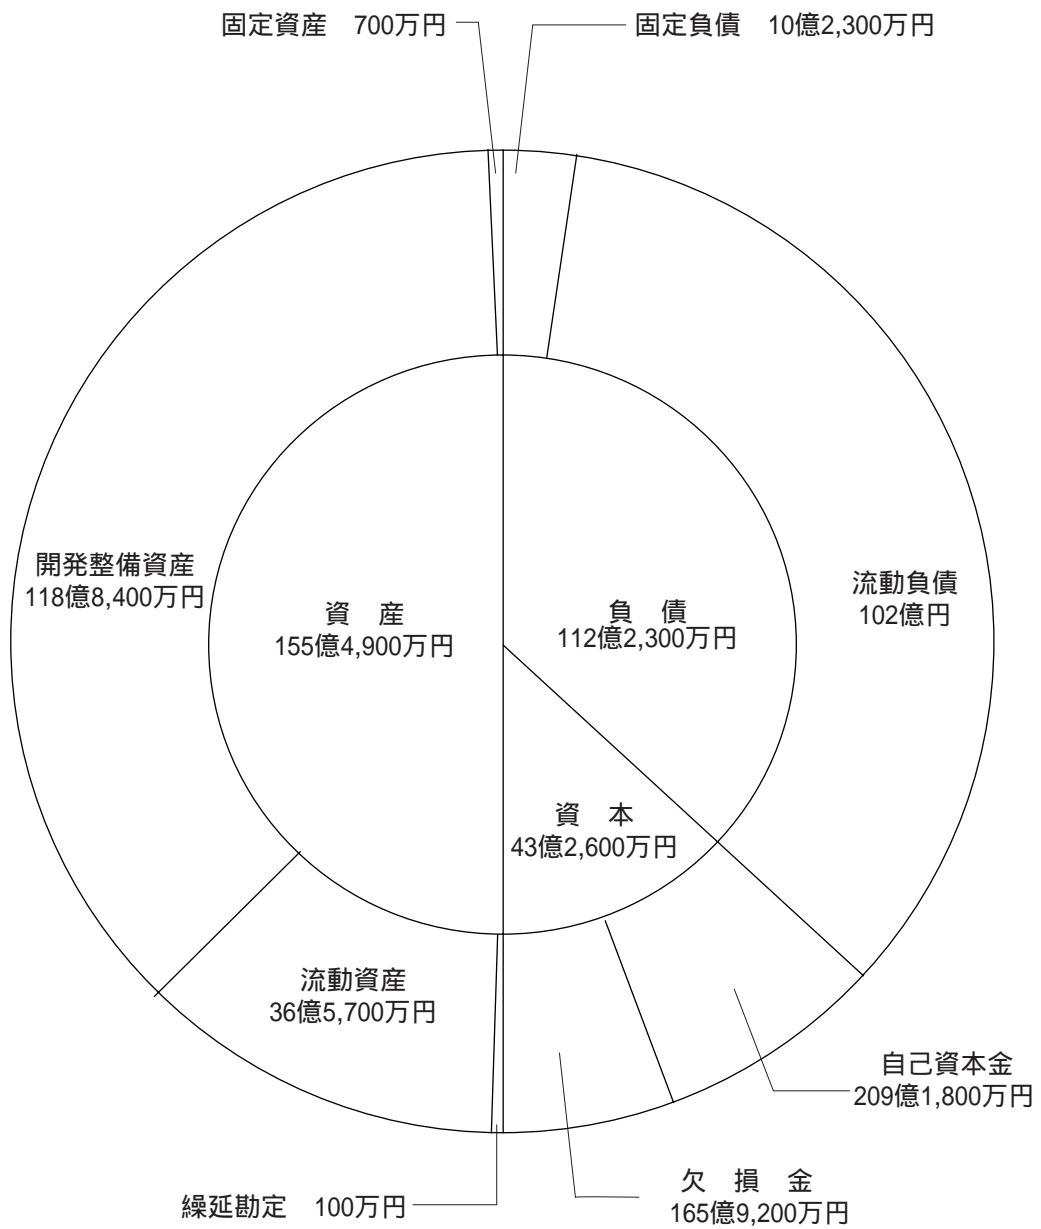 固定資産　700万円
固定負債　10億2,300万円
開発整備資産
118億8,400万円
流動負債
102億円
資　産
155億4,900万円
負　債
112億2,300万円
資　本
43億2,600万円
流動資産
36億5,700万円
自己資本金
209億1,800万円
欠　損　金
165億9,200万円
繰延勘定　100万円